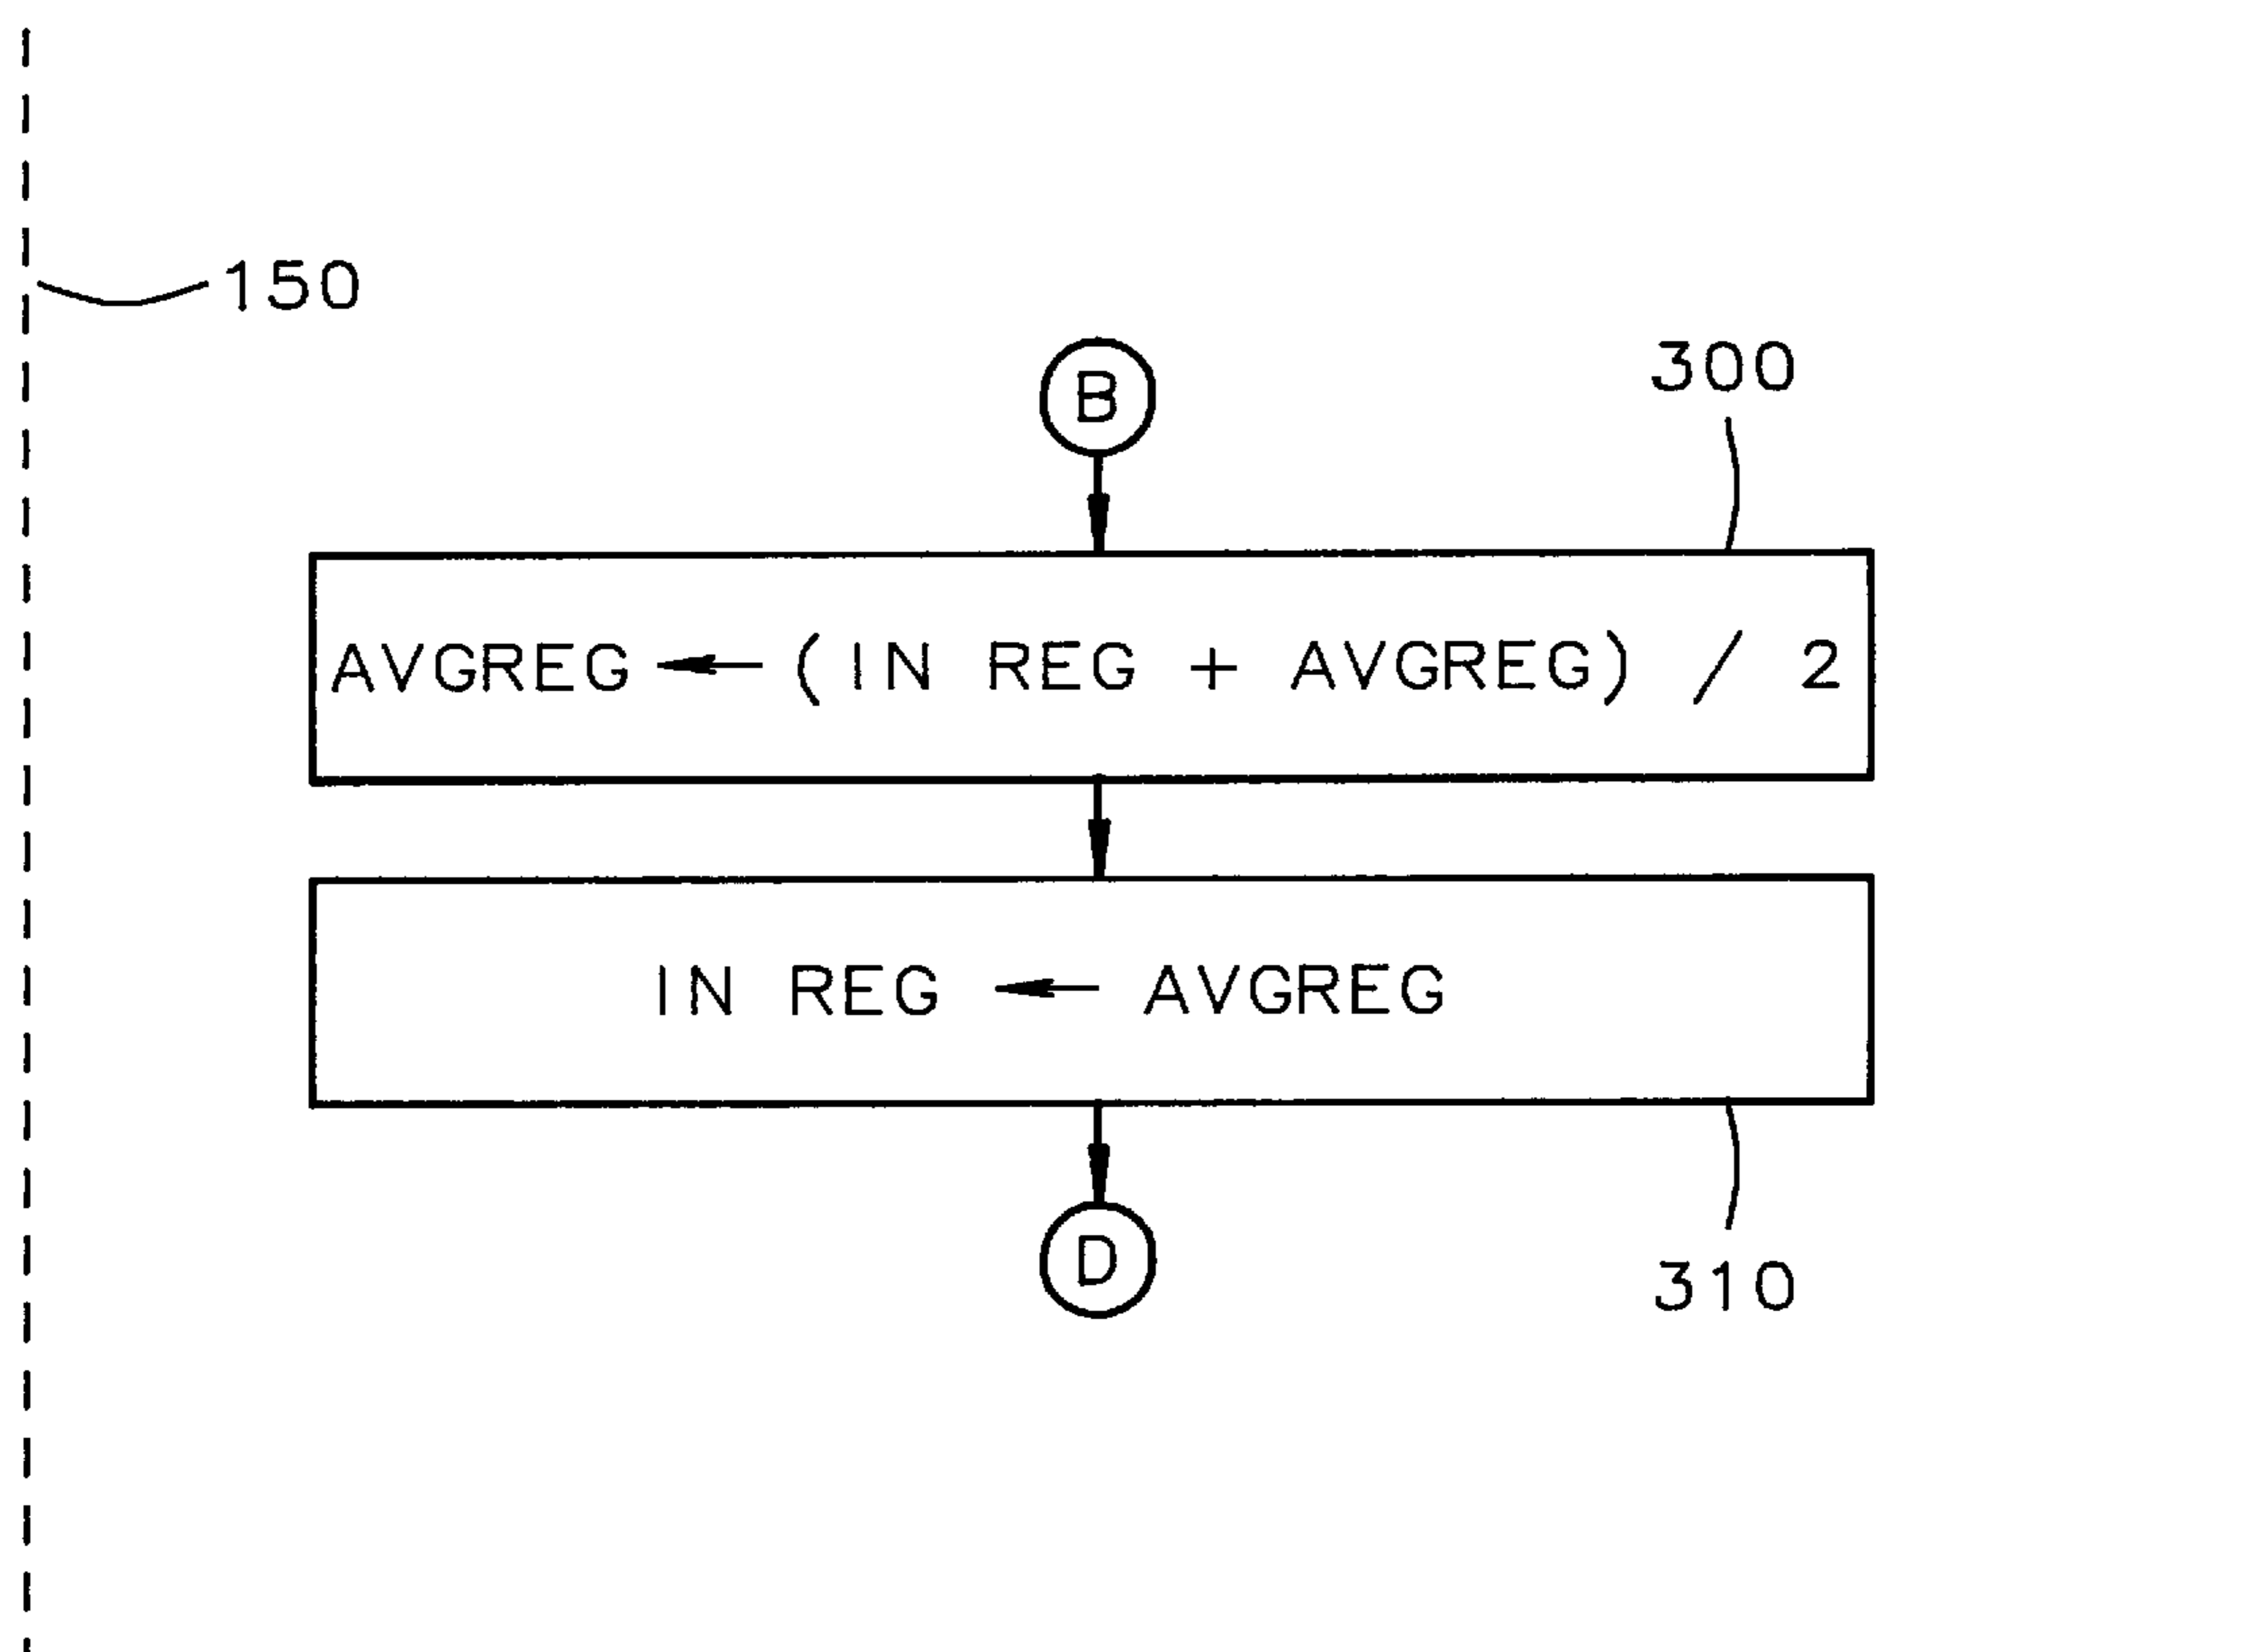 150
B
300
AVGREG ← (IN REG + AVGREG) / 2
IN REG ← AVGREG
D
310